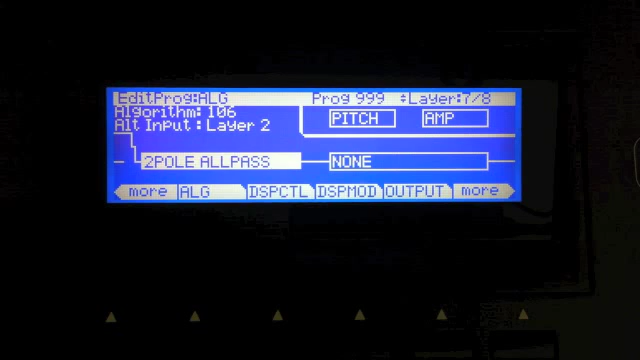 EditProg:ALG Prog 999 ÷Layer:7/8
Algorithm: 106 PITCH AMP
Alt Input : Layer 2
2POLE ALLPASS NONE
more ALG DSPCTL DSPMOD OUTPUT more